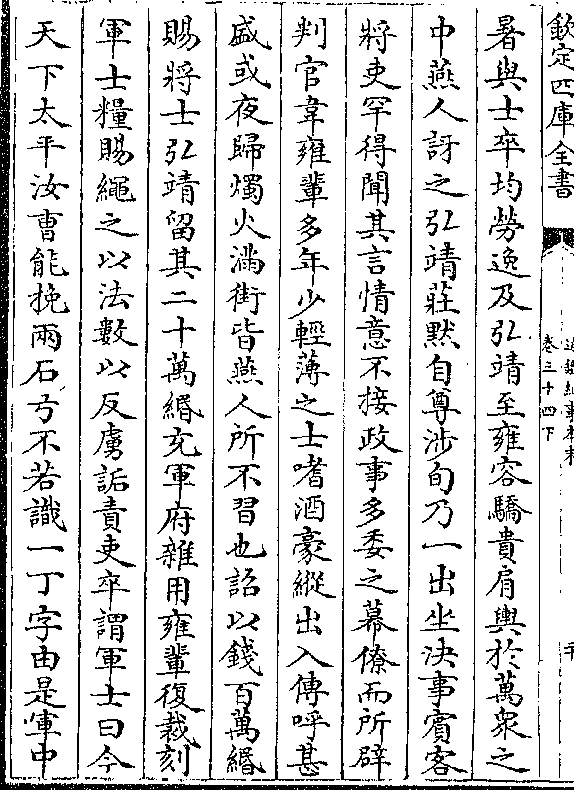 欽定四庫全書
卷三十四下
暑與士卒均勞逸及弘靖至雍容驕貴肩輿於萬衆之
中燕人訝之弘靖莊默自尊涉旬乃一出坐決事賓客
將吏罕得聞其言情意不接政事多委之幕僚而所辟
判官韋雍輩多年少輕薄之士嗜酒豪縱出入傳呼甚
盛或夜歸燭火滿街皆燕人所不習也詔以錢百萬緡
賜將士弘靖留其二十萬緡充軍府雜用雍輩復裁刻
軍士糧賜繩之以法數以反虜詬責吏卒謂軍士曰今
天下太平汝曹能挽兩石弓不若識一丁字由是軍中